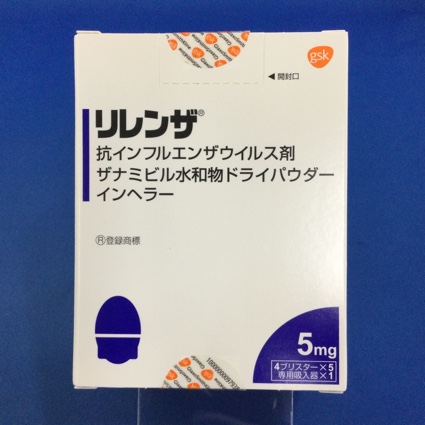 gsk
◀ 開封口
リレンザ®
抗インフルエンザウイルス剤
ザナミビル水和物ドライパウダー
インヘラー
Ⓡ登録商標
5mg
4ブリスター×5
専用吸入器×1